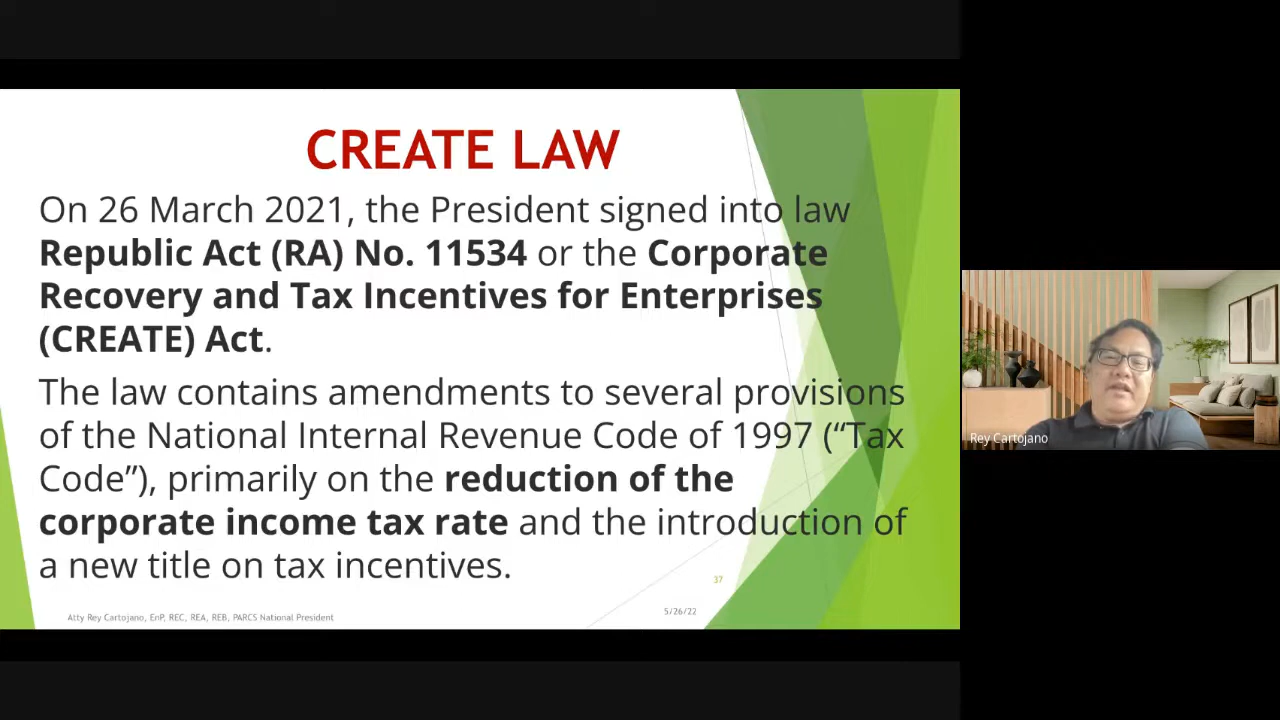 CREATE LAW
On 26 March 2021, the President signed into law
Republic Act (RA) No. 11534 or the Corporate
Recovery and Tax Incentives for Enterprises
(CREATE) Act.
The law contains amendments to several provisions
of the National Internal Revenue Code of 1997 (“Tax
Code”), primarily on the reduction of the
corporate income tax rate and the introduction of
a new title on tax incentives.
37
5/26/22
Atty Rey Cartojano, EnP, REC, REA, REB, PARCS National President
Rey Cartojano